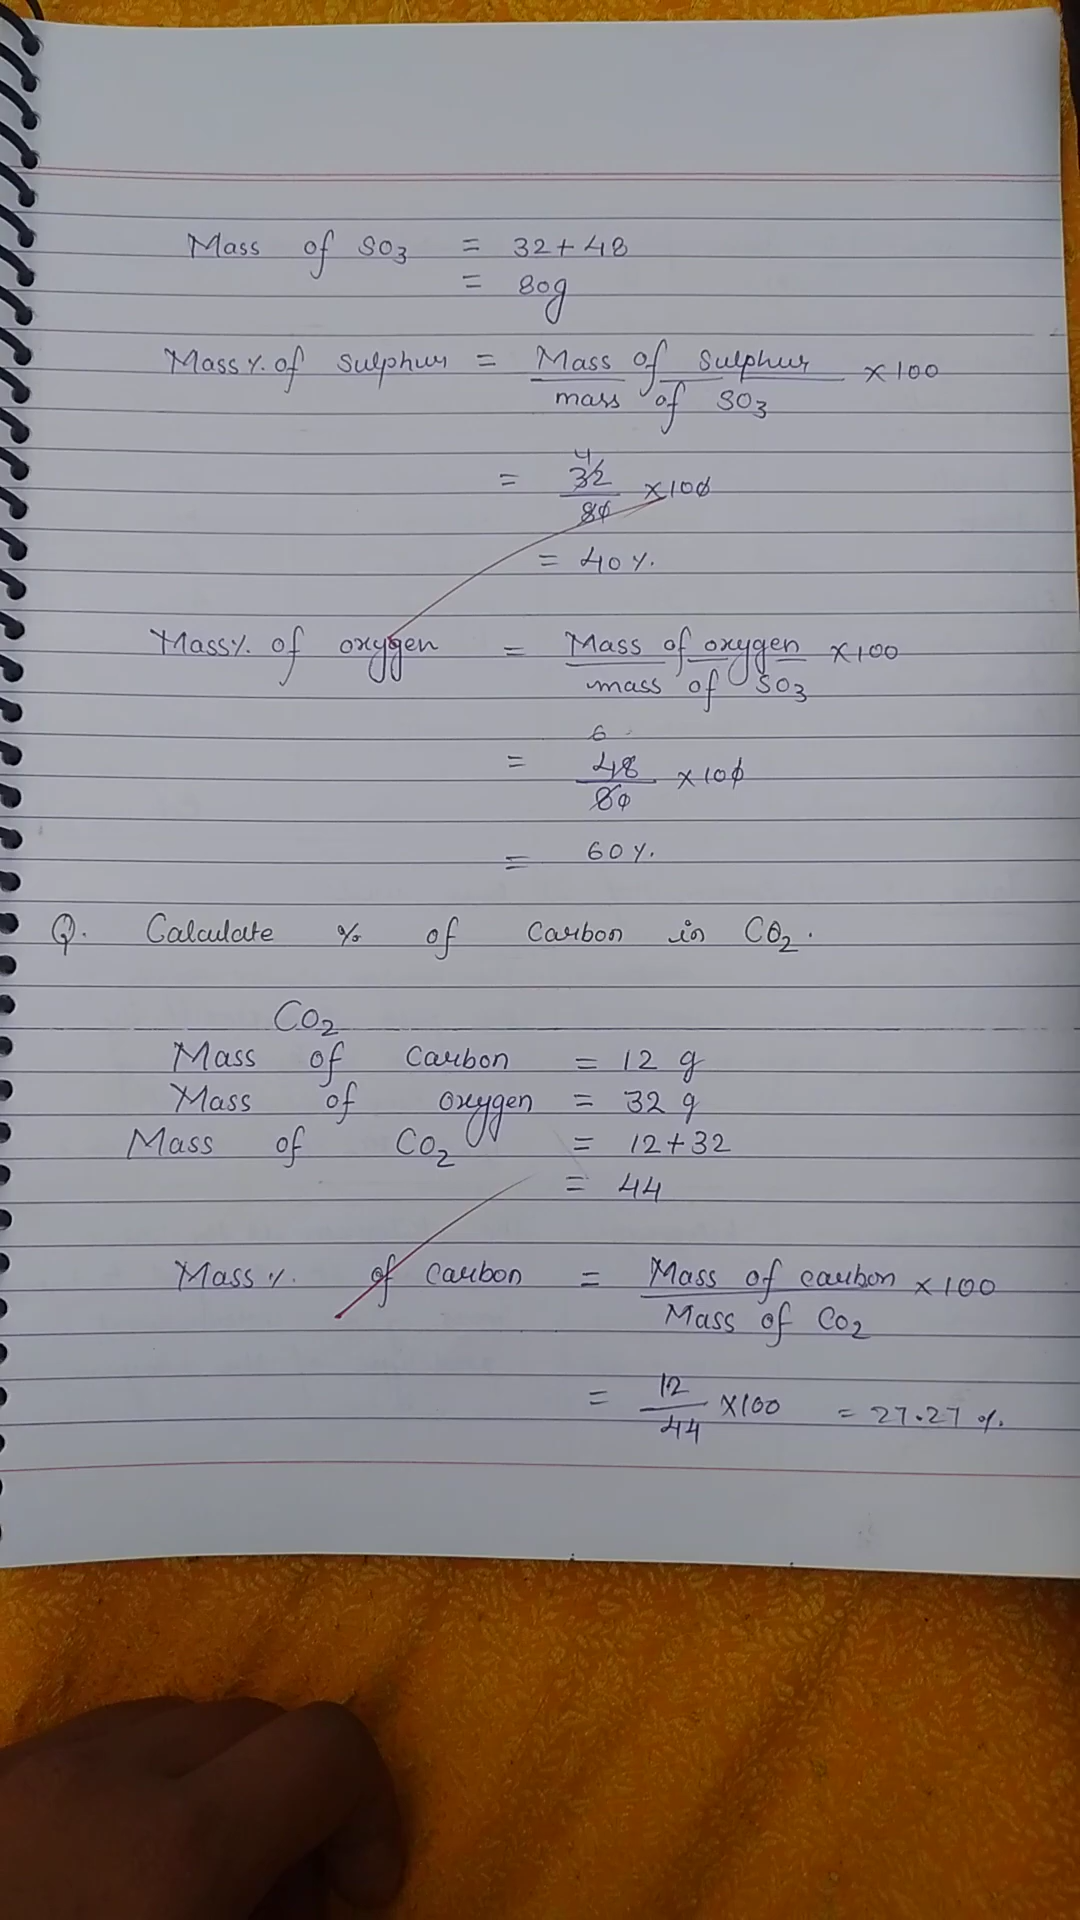 Mass of SO3 = 32 + 48
= 80g
Mass % of sulphur = Mass of sulphur / mass of SO3 × 100
= 4 32 / 80 × 100
= 40 %.
Mass % of oxygen = Mass of oxygen / mass of SO3 × 100
= 6 48 / 80 × 100
= 60 %.
Q. Calculate % of Carbon in CO2.
CO2
Mass of Carbon = 12 g
Mass of oxygen = 32 g
Mass of CO2 = 12 + 32
= 44
Mass % of carbon = Mass of carbon / Mass of CO2 × 100
= 12 / 44 × 100 = 27.27 %.